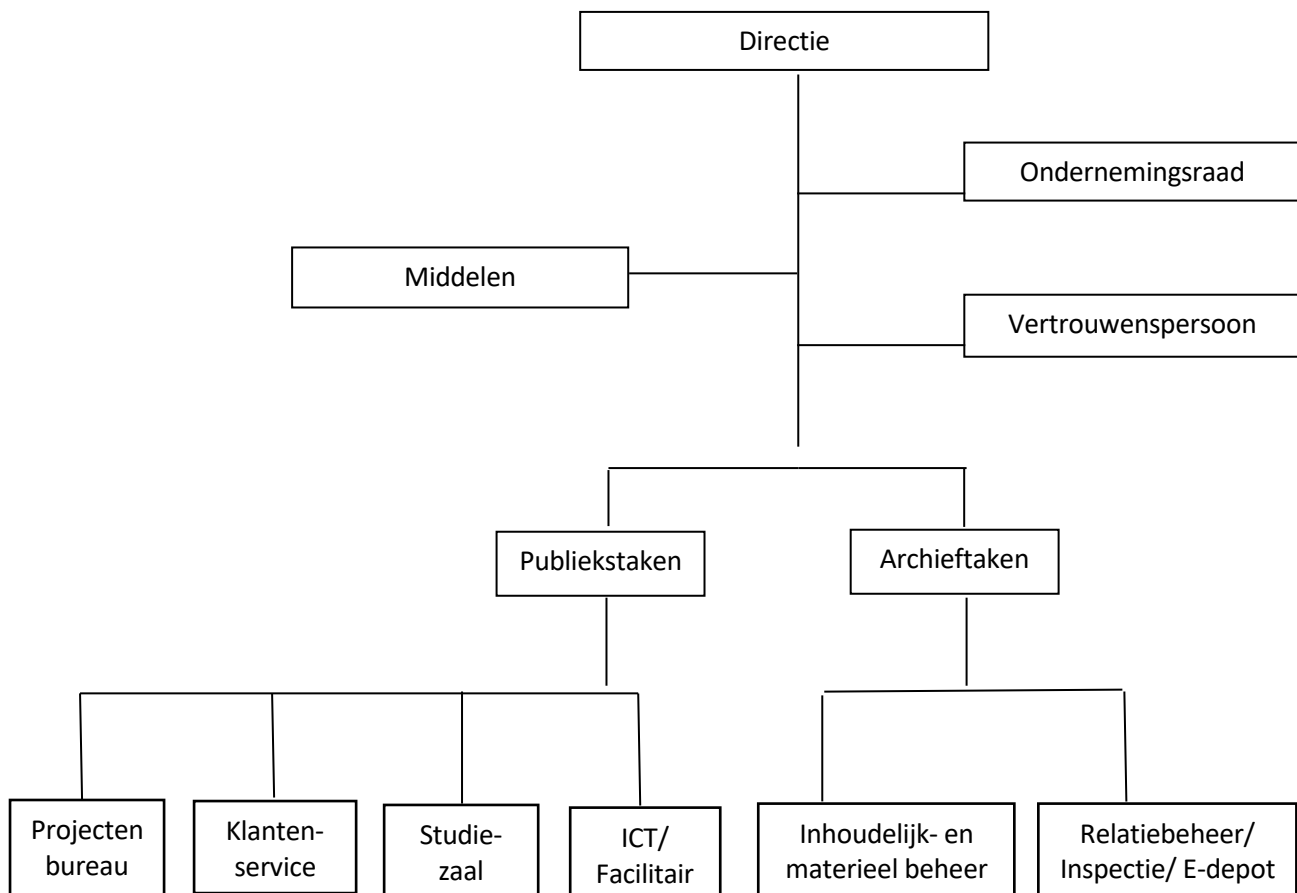 Directie
Ondernemingsraad
Middelen
Vertrouwenspersoon
Publiekstaken
Archieftaken
Projecten
bureau
Klanten-
service
Studie-
zaal
ICT/
Facilitair
Inhoudelijk- en
materieel beheer
Relatiebeheer/
Inspectie/ E-depot